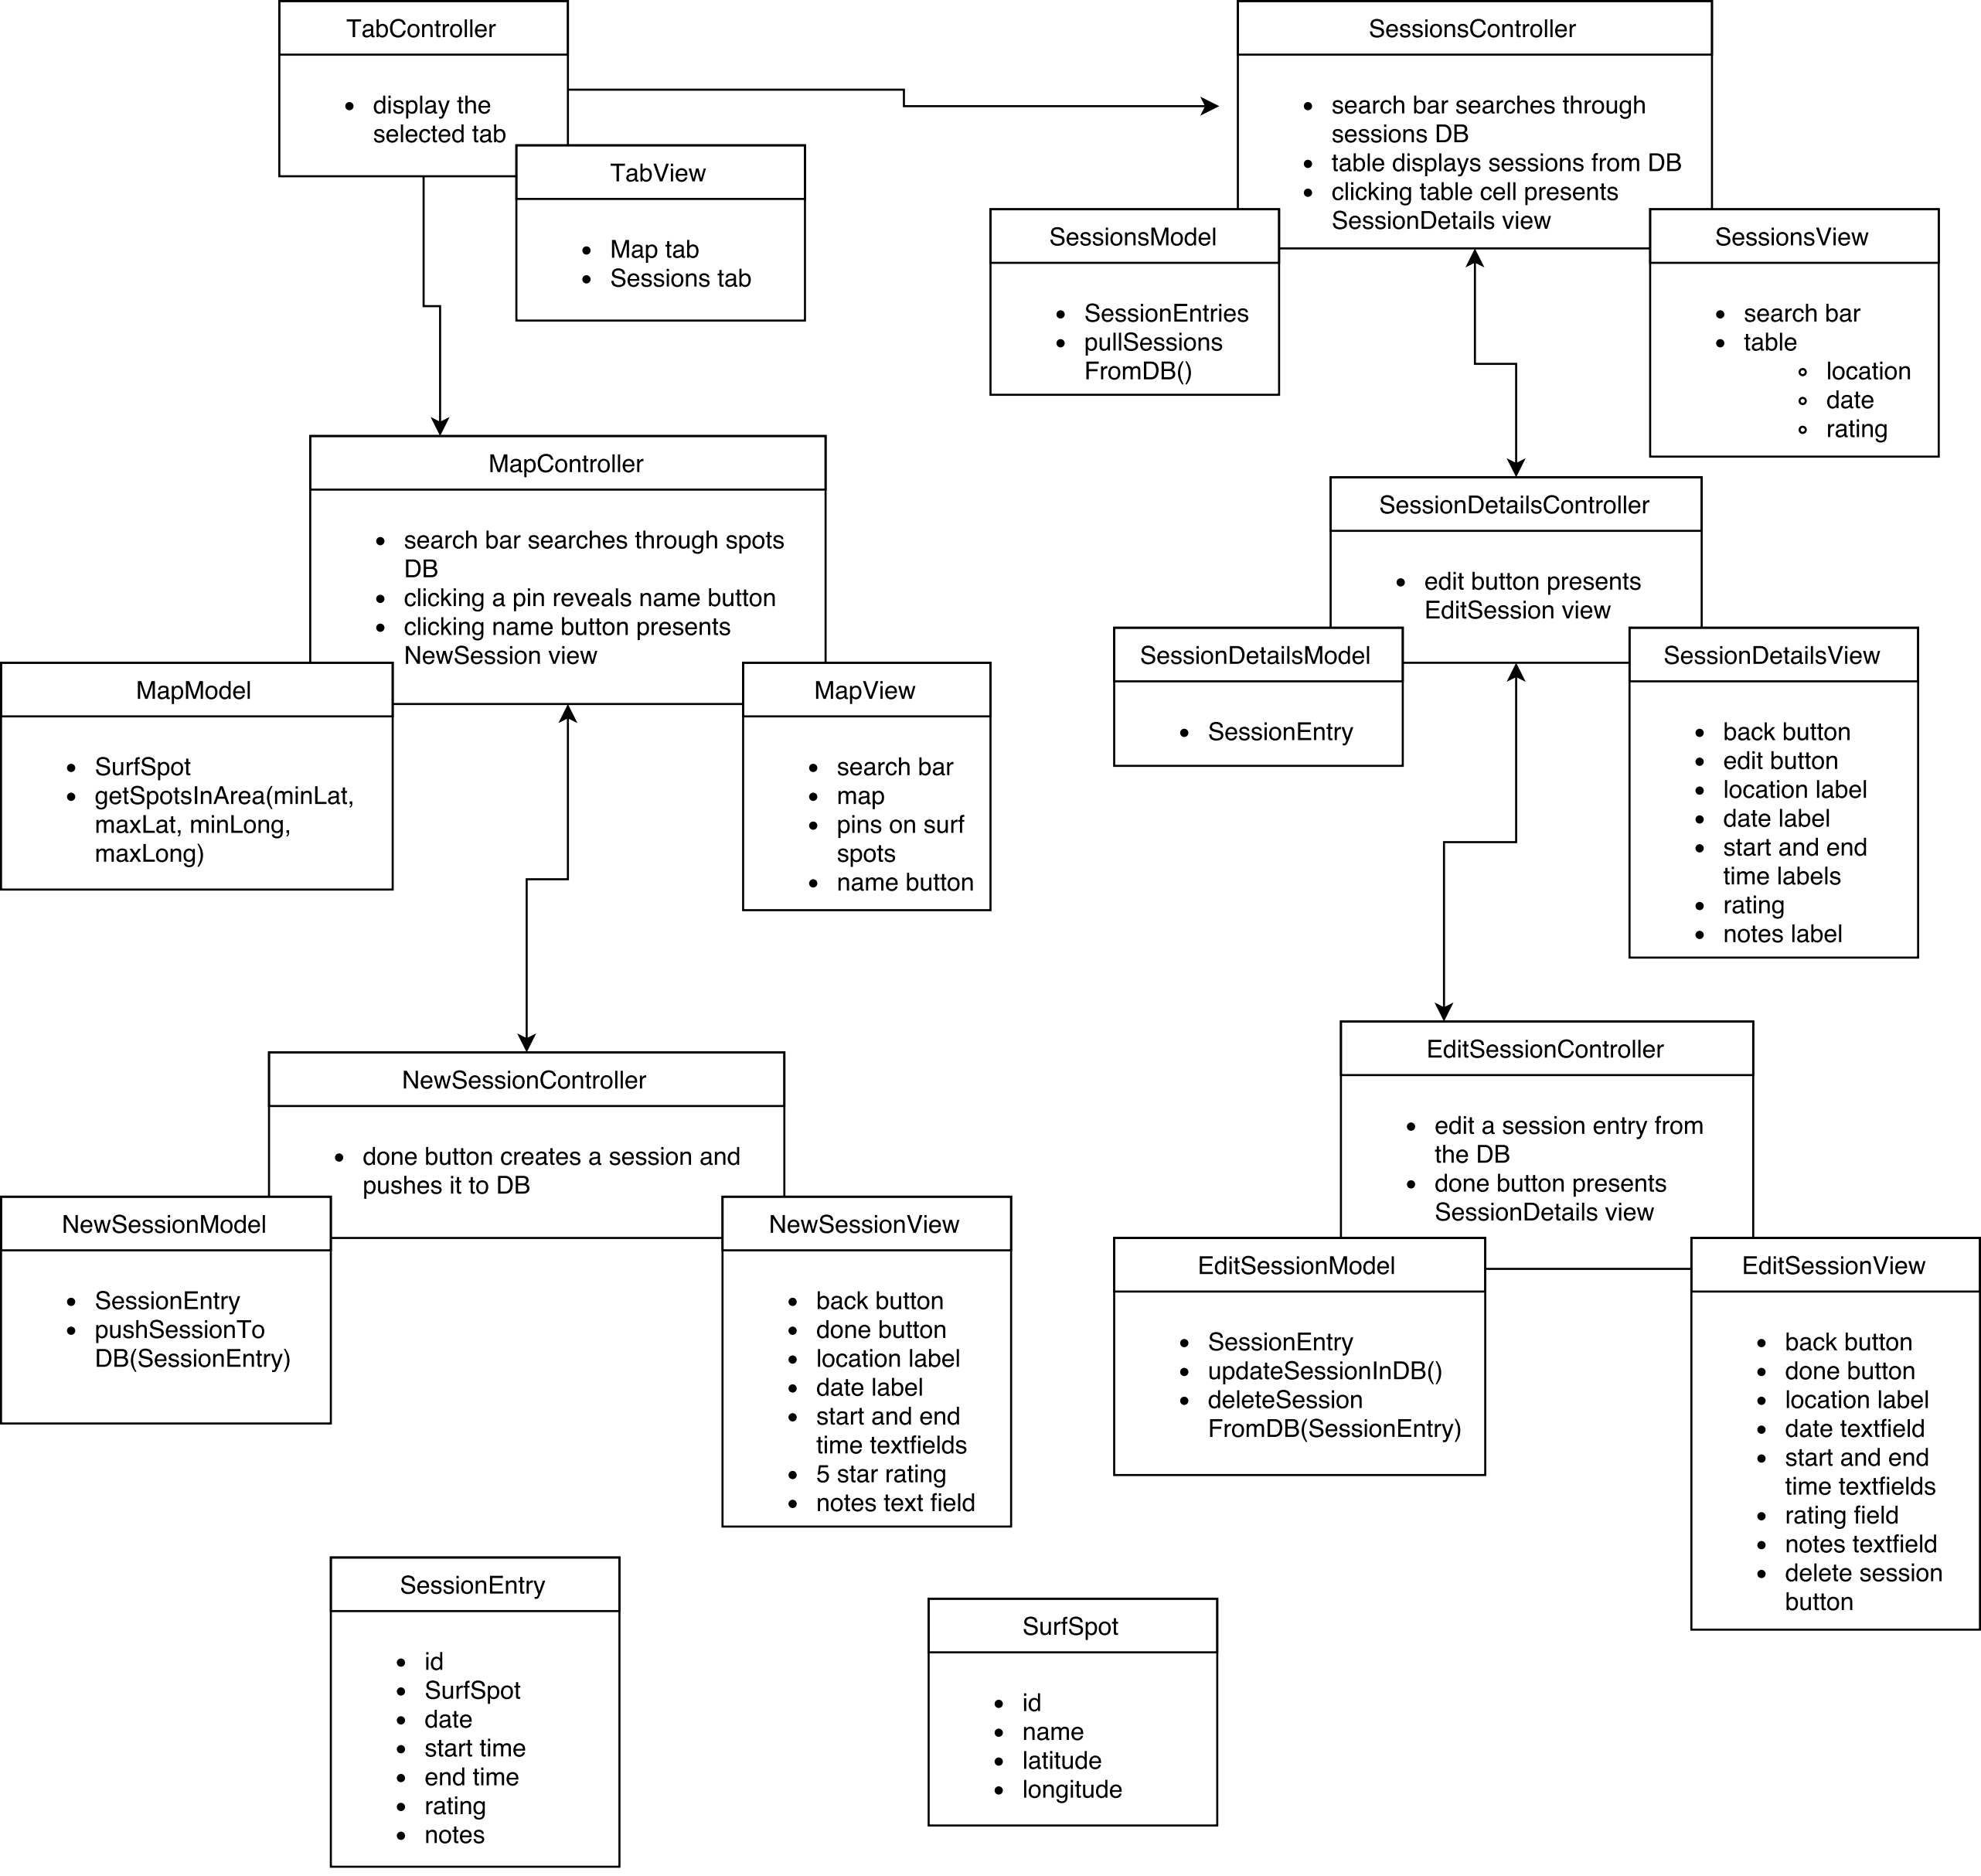 TabController
display the
selected tab
TabView
Map tab
Sessions tab
SessionsController
search bar searches through
sessions DB
table displays sessions from DB
clicking table cell presents
SessionDetails view
SessionsModel
SessionEntries
pullSessions
FromDB()
SessionsView
search bar
table
location
date
rating
MapController
search bar searches through spots
DB
clicking a pin reveals name button
clicking name button presents
NewSession view
MapModel
SurfSpot
getSpotsInArea(minLat,
maxLat, minLong,
maxLong)
MapView
search bar
map
pins on surf
spots
name button
SessionDetailsController
edit button presents
EditSession view
SessionDetailsModel
SessionEntry
SessionDetailsView
back button
edit button
location label
date label
start and end
time labels
rating
notes label
NewSessionController
done button creates a session and
pushes it to DB
NewSessionModel
SessionEntry
pushSessionTo
DB(SessionEntry)
NewSessionView
back button
done button
location label
date label
start and end
time textfields
5 star rating
notes text field
EditSessionController
edit a session entry from
the DB
done button presents
SessionDetails view
EditSessionModel
SessionEntry
updateSessionInDB()
deleteSession
FromDB(SessionEntry)
EditSessionView
back button
done button
location label
date textfield
start and end
time textfields
rating field
notes textfield
delete session
button
SessionEntry
id
SurfSpot
date
start time
end time
rating
notes
SurfSpot
id
name
latitude
longitude